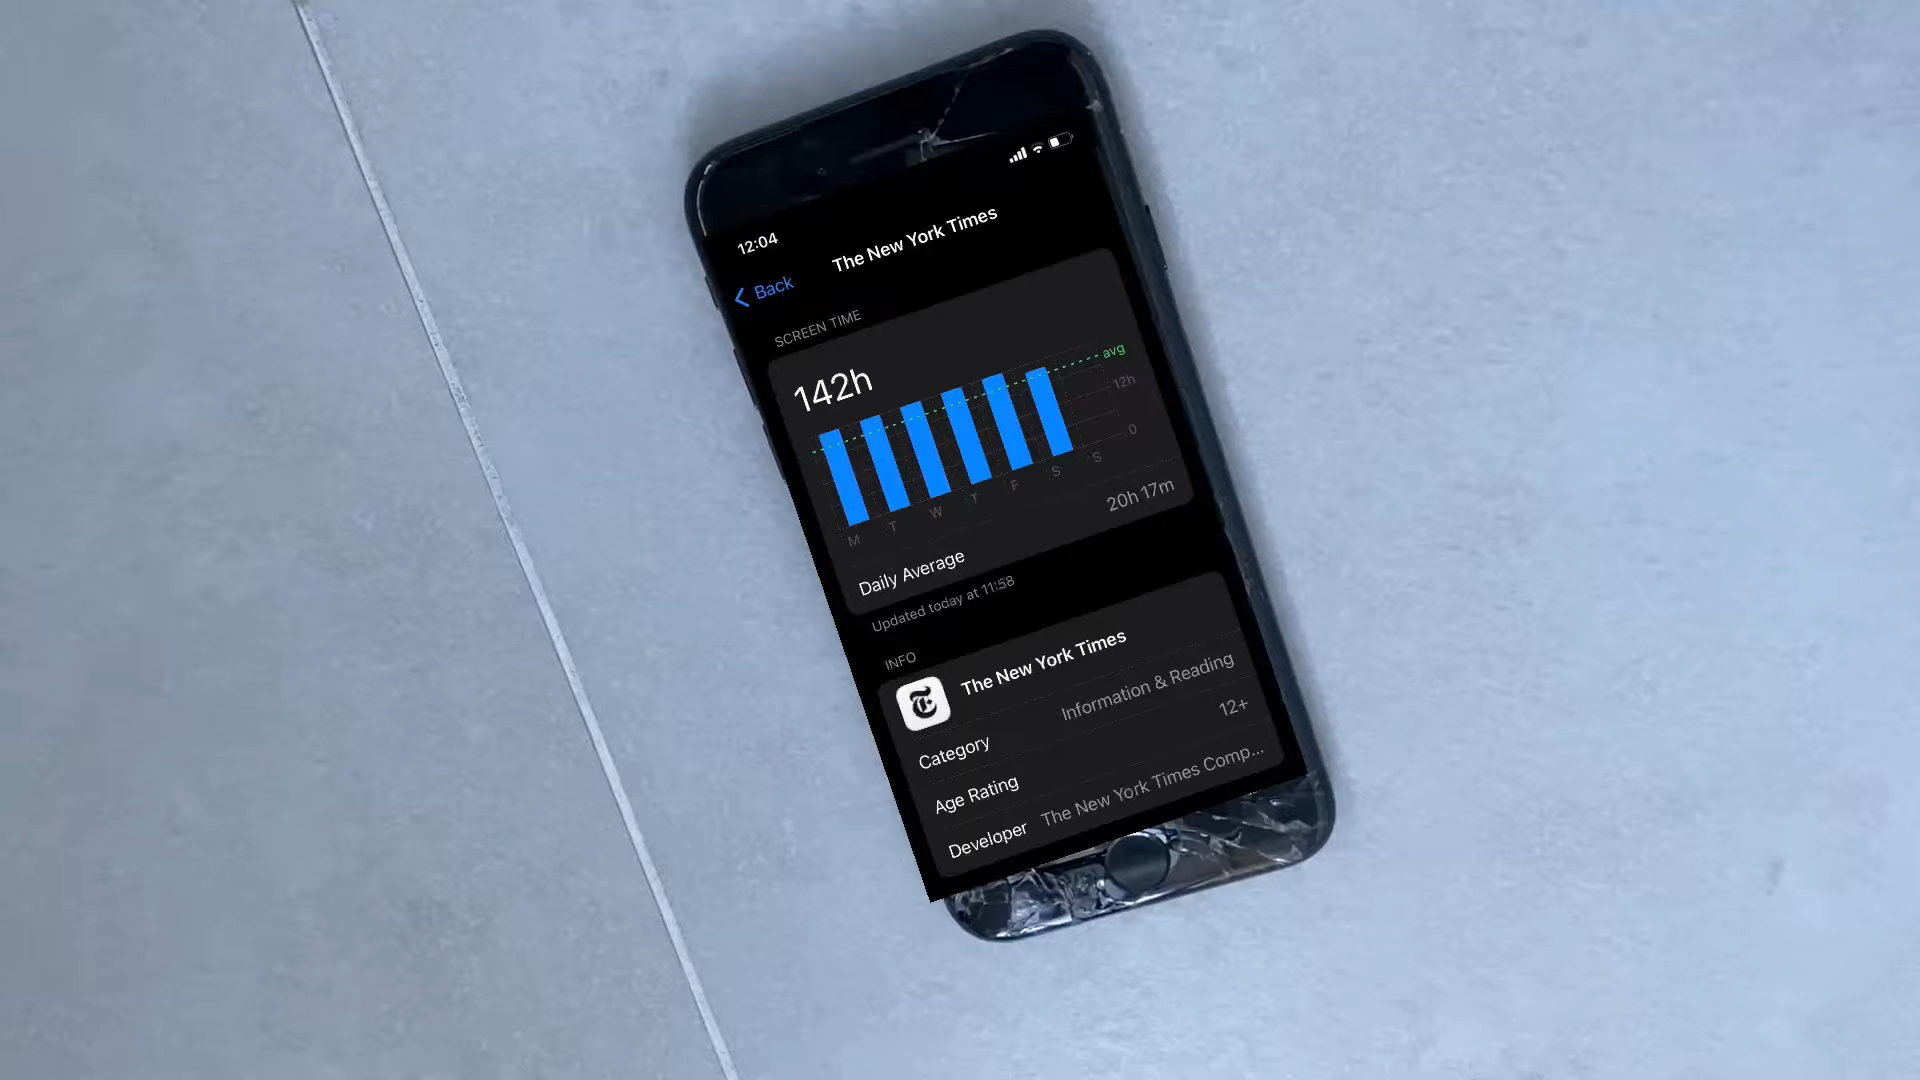 12:04
Back
The New York Times
SCREEN TIME
142h
avg
12h
0
M T W T F S S
Daily Average 20h 17m
Updated today at 11:58
INFO
The New York Times
Category Information & Reading
Age Rating 12+
Developer The New York Times Comp...